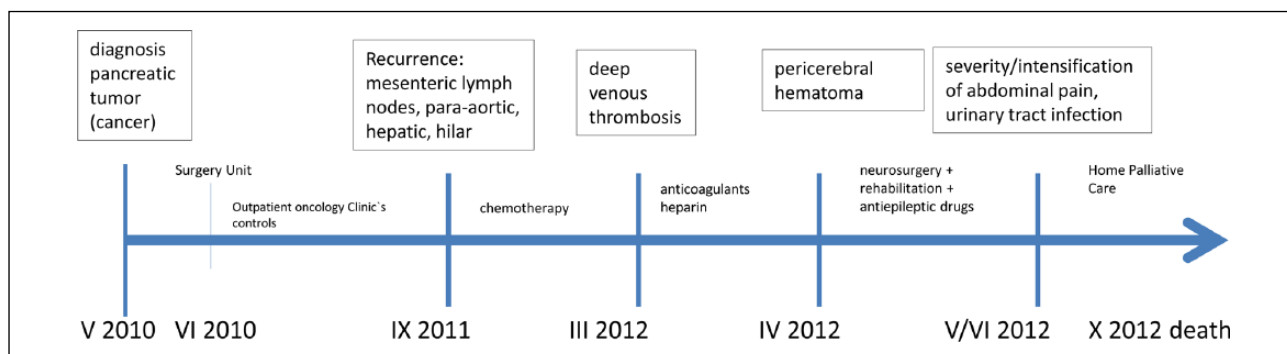 diagnosis
pancreatic
tumor
(cancer)
Recurrence:
mesenteric lymph
nodes, para-aortic,
hepatic, hilar
deep
venous
thrombosis
pericerebral
hematoma
severity/intensification
of abdominal pain,
urinary tract infection
Surgery Unit
Outpatient oncology Clinic`s
controls
chemotherapy
anticoagulants
heparin
neurosurgery +
rehabilitation +
antiepileptic drugs
Home Palliative
Care
V 2010
VI 2010
IX 2011
III 2012
IV 2012
V/VI 2012
X 2012 death